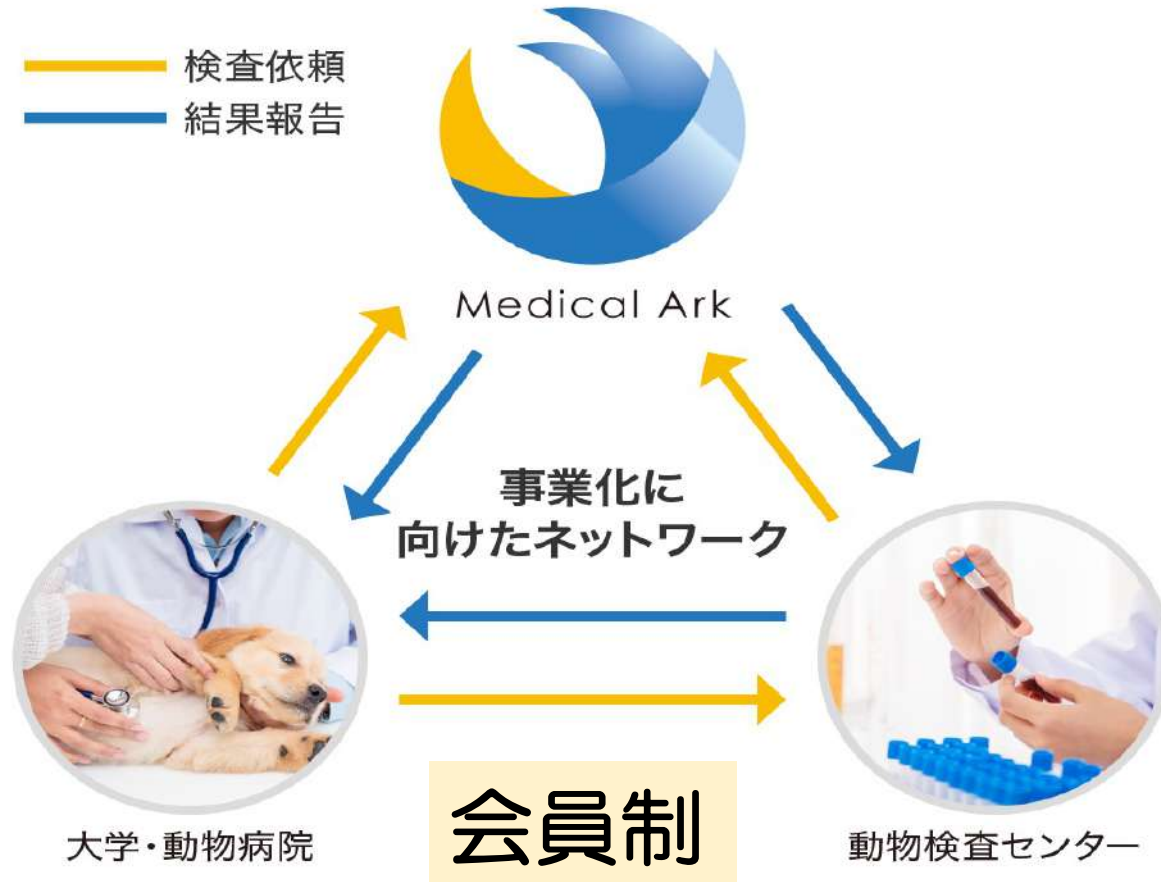 検査依頼
結果報告
Medical Ark
事業化に
向けたネットワーク
会員制
大学・動物病院
動物検査センター